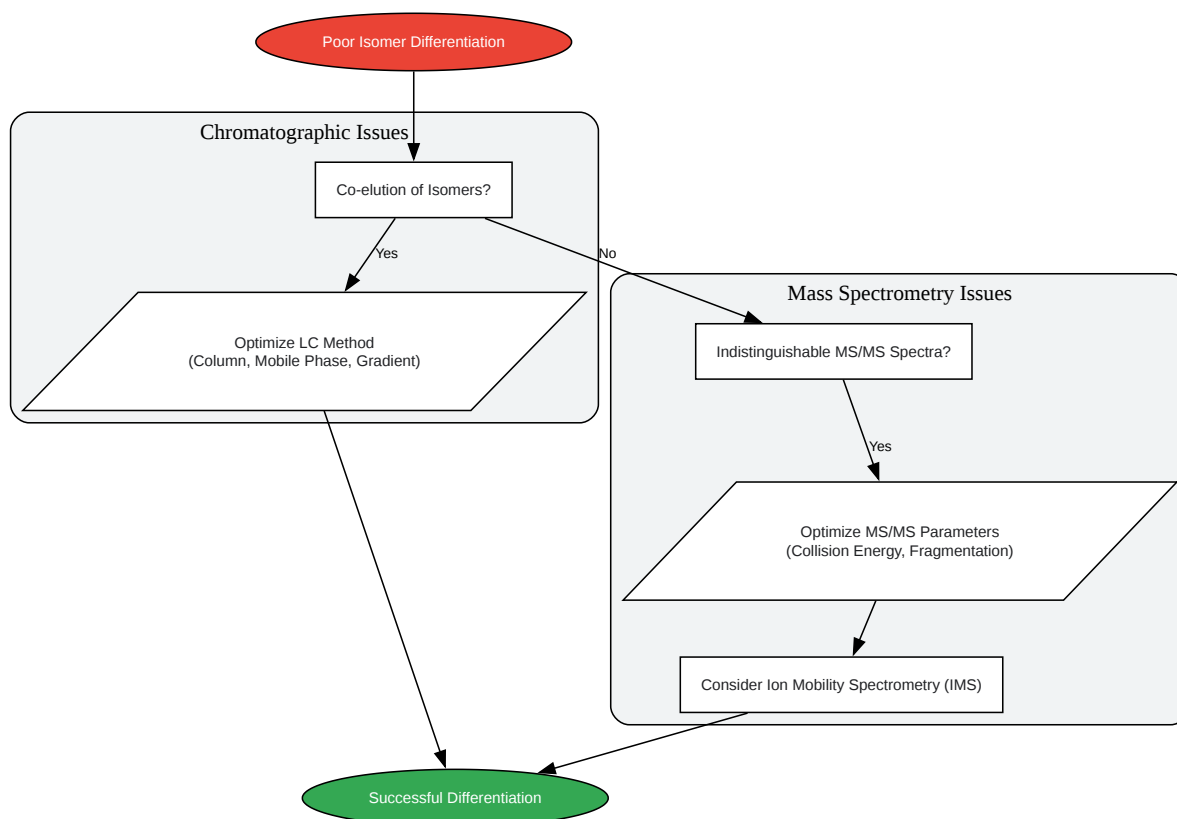 Poor Isomer Differentiation
Chromatographic Issues
Co-elution of Isomers?
Yes
No
Optimize LC Method
(Column, Mobile Phase, Gradient)
Mass Spectrometry Issues
Indistinguishable MS/MS Spectra?
Yes
Optimize MS/MS Parameters
(Collision Energy, Fragmentation)
Consider Ion Mobility Spectrometry (IMS)
Successful Differentiation